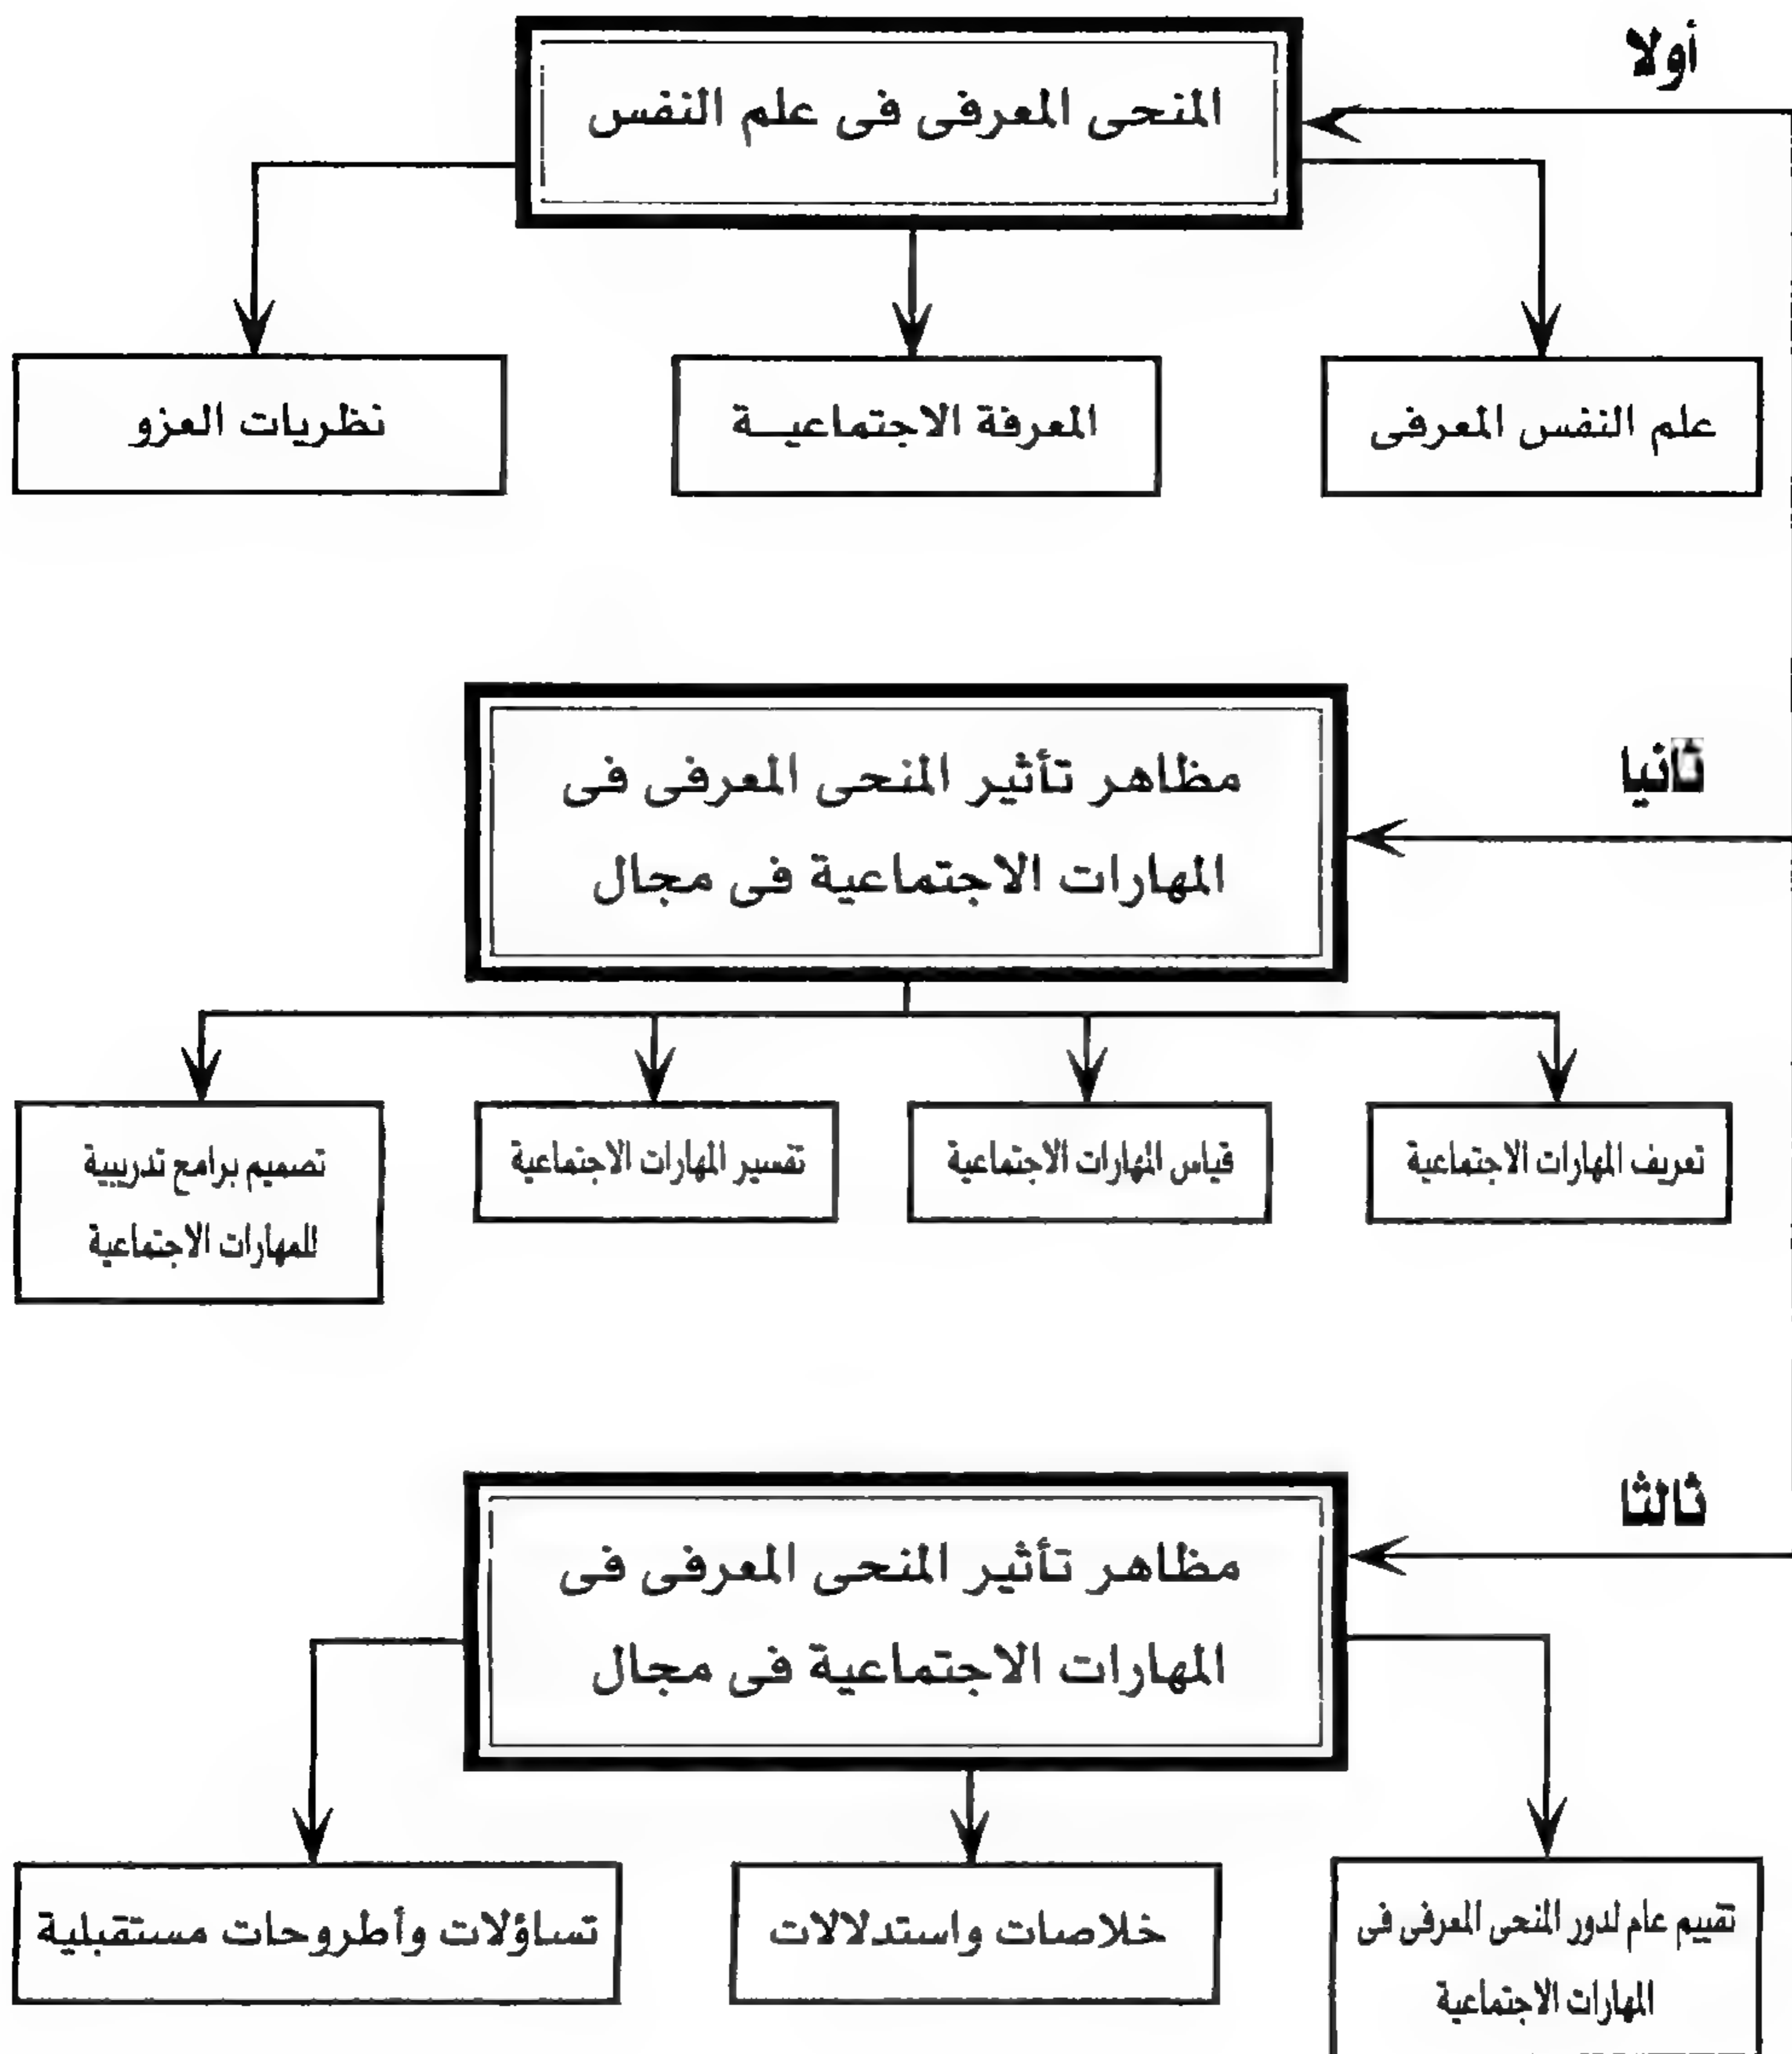 أولا
المنحى المعرفى فى علم النفس
علم النفس المعرفى
المعرفة الاجتماعيــة
نظريات العزو
ثانيا
مظاهر تأثير المنحى المعرفى فى
المهارات الاجتماعية فى مجال
تعريف المهارات الاجتماعية
قياس المهارات الاجتماعية
تفسير المهارات الاجتماعية
تصميم برامج تدريبية
للمهارات الاجتماعية
ثالثا
مظاهر تأثير المنحى المعرفى فى
المهارات الاجتماعية فى مجال
تقييم عام لدور المنحى المعرفى فى
المهارات الاجتماعية
خلاصات واستدلالات
تساؤلات وأطروحات مستقبلية